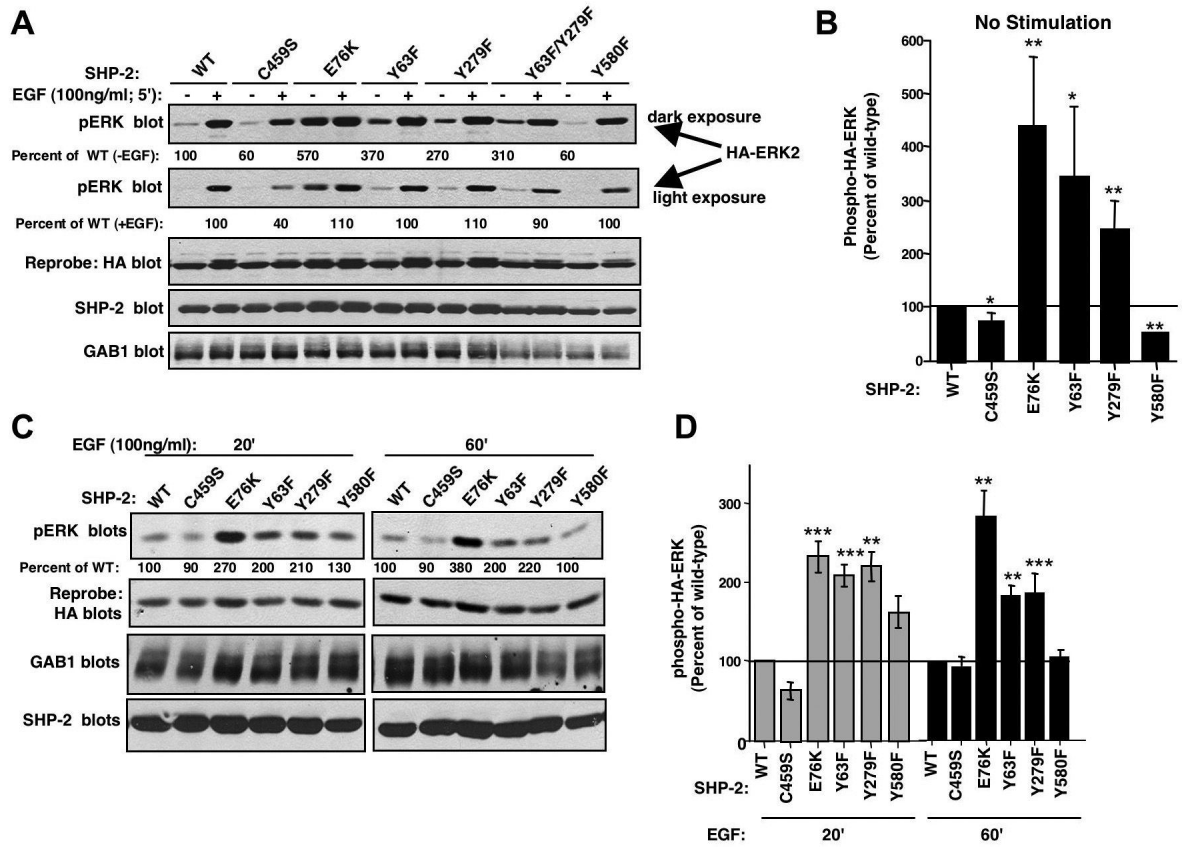 A
SHP-2: WT C459S E76K Y63F Y279F Y63F/Y279F Y580F
EGF (100ng/ml; 5'): - + - + - + - + - + - + - +
pERK blot
dark exposure
Percent of WT (-EGF): 100 60 570 370 270 310 60
HA-ERK2
pERK blot
light exposure
Percent of WT (+EGF): 100 40 110 100 110 90 100
Reprobe: HA blot
SHP-2 blot
GAB1 blot
B
No Stimulation
Phospho-HA-ERK
(Percent of wild-type)
600
500
400
300
200
100
0
** * ** * ** **
SHP-2: WT C459S E76K Y63F Y279F Y580F
C
EGF (100ng/ml): 20' 60'
SHP-2: WT C459S E76K Y63F Y279F Y580F WT C459S E76K Y63F Y279F Y580F
pERK blots
Percent of WT: 100 90 270 200 210 130 100 90 380 200 220 100
Reprobe:
HA blots
GAB1 blots
SHP-2 blots
D
phospho-HA-ERK
(Percent of wild-type)
300
200
100
0
*** *** ** ** ** ***
SHP-2: WT C459S E76K Y63F Y279F Y580F WT C459S E76K Y63F Y279F Y580F
EGF: 20' 60'